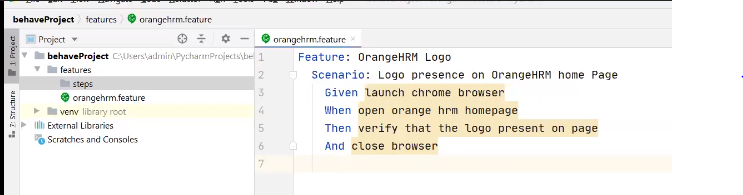 behaveProject
features
orangehrm.feature
1: Project
Project
orangehrm.feature
behaveProject C:\Users\admin\PycharmProjects\be
features
steps
orangehrm.feature
venv library root
External Libraries
Scratches and Consoles
7: Structure
1 Feature: OrangeHRM Logo
2 Scenario: Logo presence on OrangeHRM home Page
3 Given launch chrome browser
4 When open orange hrm homepage
5 Then verify that the logo present on page
6 And close browser
7